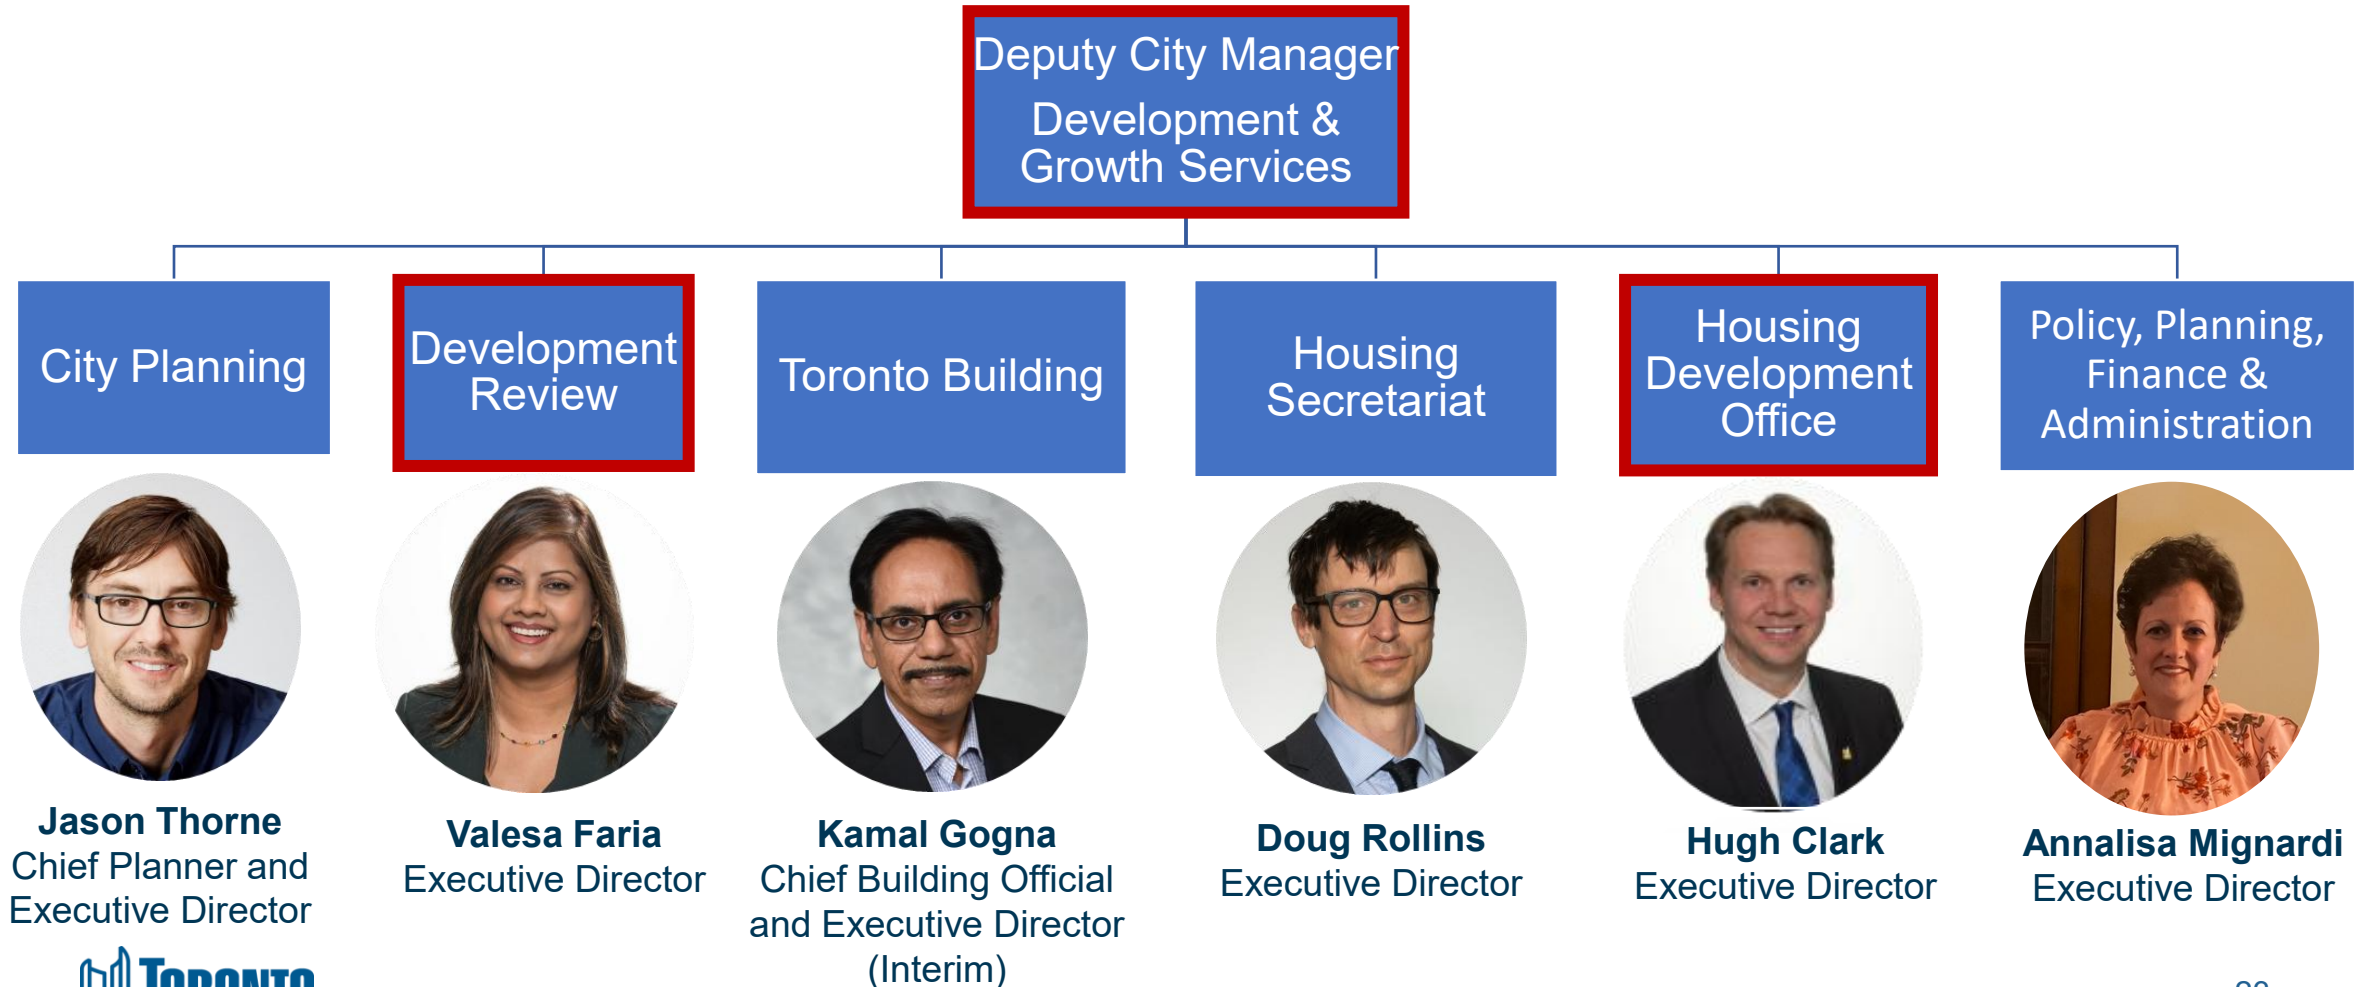 Deputy City Manager
Development &
Growth Services
City Planning
Development
Review
Toronto Building
Housing
Secretariat
Housing
Development
Office
Policy, Planning,
Finance &
Administration
Jason Thorne
Chief Planner and
Executive Director
Valesa Faria
Executive Director
Kamal Gogna
Chief Building Official
and Executive Director
(Interim)
Doug Rollins
Executive Director
Hugh Clark
Executive Director
Annalisa Mignardi
Executive Director
TORONTO